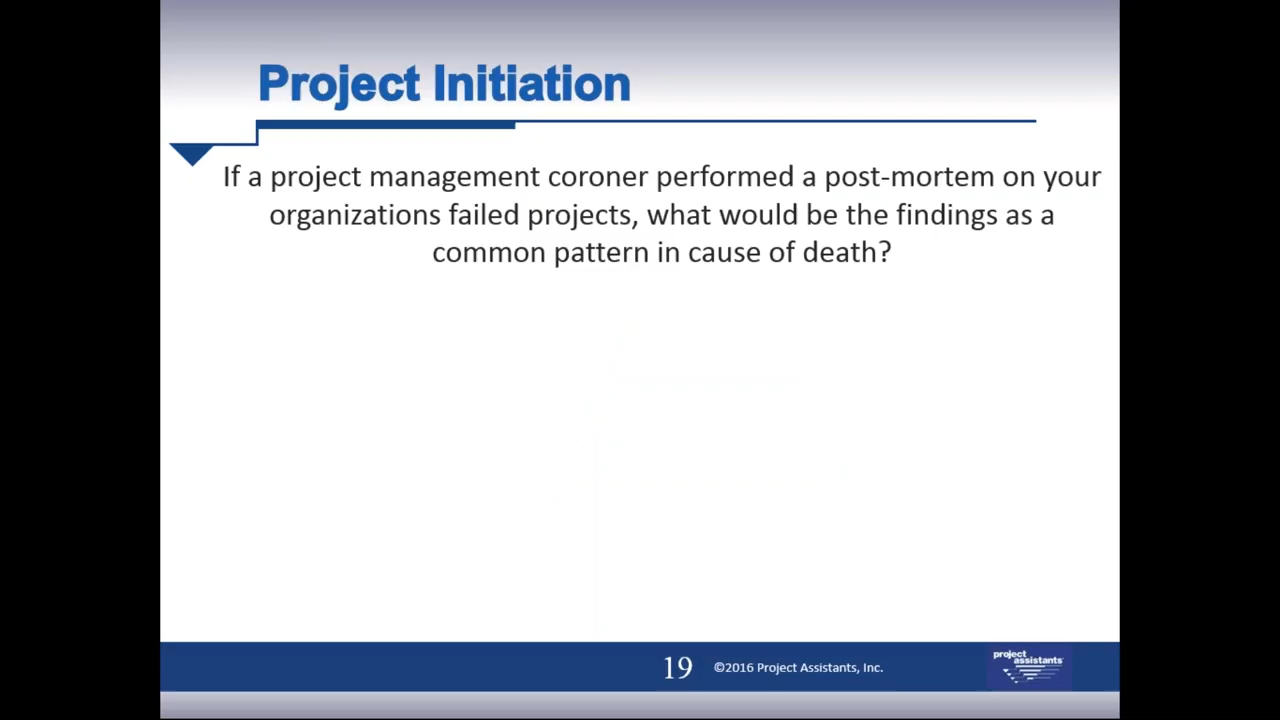 Project Initiation
If a project management coroner performed a post-mortem on your
organizations failed projects, what would be the findings as a
common pattern in cause of death?
19
©2016 Project Assistants, Inc.
project
assistants